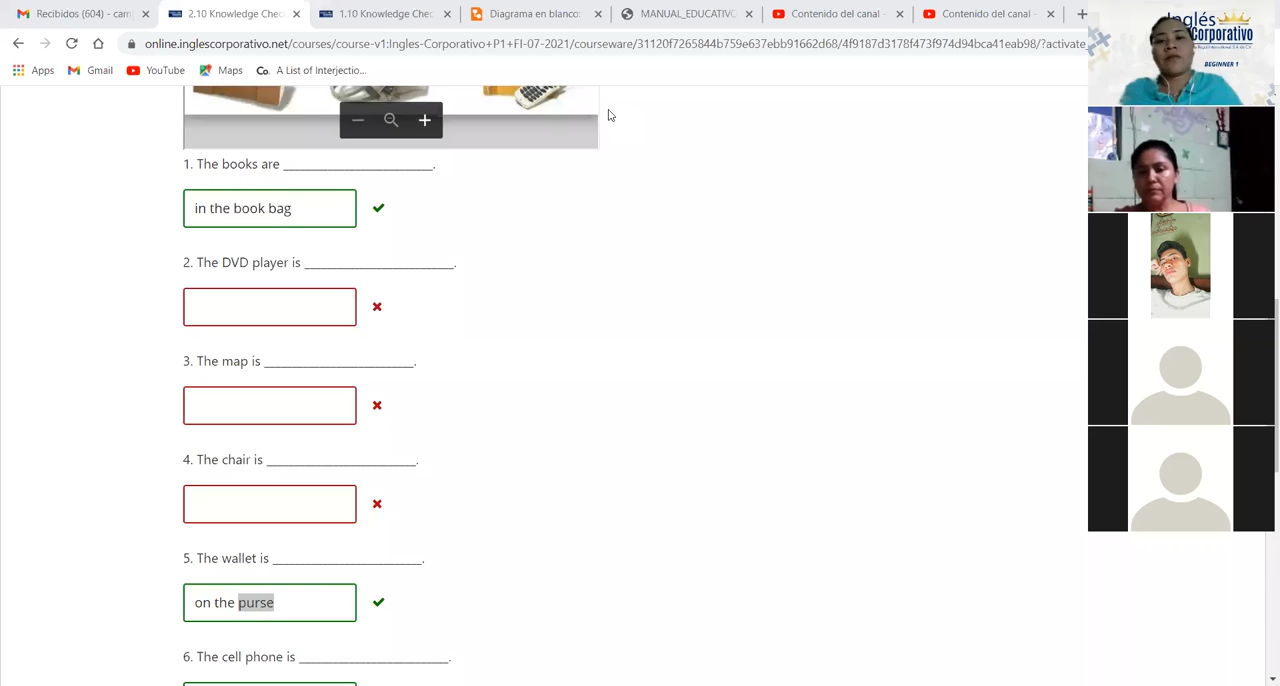 Recibidos (604) - cam
2.10 Knowledge Chec
1.10 Knowledge Chec
Diagrama en blanco:
MANUAL_EDUCATIVO
Contenido del canal -
Contenido del canal -
online.inglescorporativo.net/courses/course-v1:Ingles-Corporativo+P1+FI-07-2021/courseware/31120f7265844b759e637ebb91662d68/4f9187d3178f473f974d94bca41eab98/?activate
Apps
Gmail
YouTube
Maps
Co. A List of Interjectio...
Inglés
Corporativo
BEGINNER 1
1. The books are ______________________.
in the book bag
2. The DVD player is ______________________.
3. The map is ______________________.
4. The chair is ______________________.
5. The wallet is ______________________.
on the purse
6. The cell phone is ______________________.